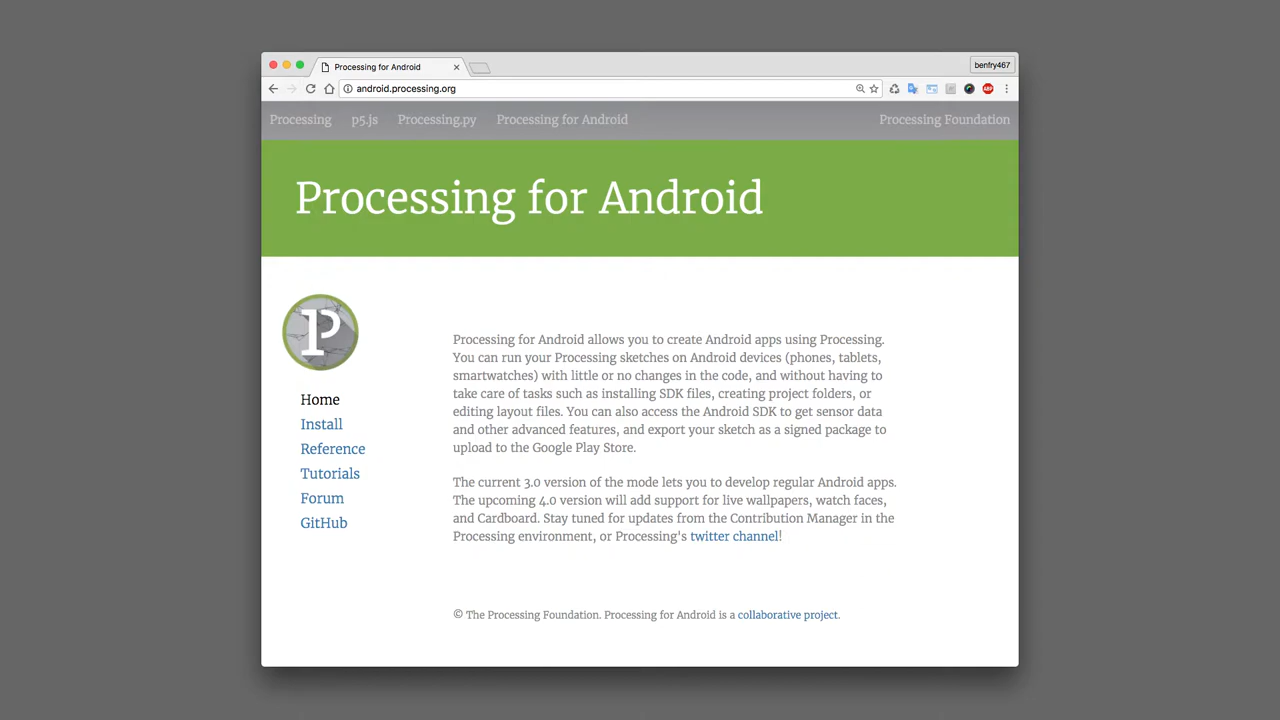 Processing for Android
benfry467
android.processing.org
ABP
Processing p5.js Processing.py Processing for Android Processing Foundation
Processing for Android
P
Home
Install
Reference
Tutorials
Forum
GitHub
Processing for Android allows you to create Android apps using Processing.
You can run your Processing sketches on Android devices (phones, tablets,
smartwatches) with little or no changes in the code, and without having to
take care of tasks such as installing SDK files, creating project folders, or
editing layout files. You can also access the Android SDK to get sensor data
and other advanced features, and export your sketch as a signed package to
upload to the Google Play Store.
The current 3.0 version of the mode lets you to develop regular Android apps.
The upcoming 4.0 version will add support for live wallpapers, watch faces,
and Cardboard. Stay tuned for updates from the Contribution Manager in the
Processing environment, or Processing's twitter channel!
© The Processing Foundation. Processing for Android is a collaborative project.